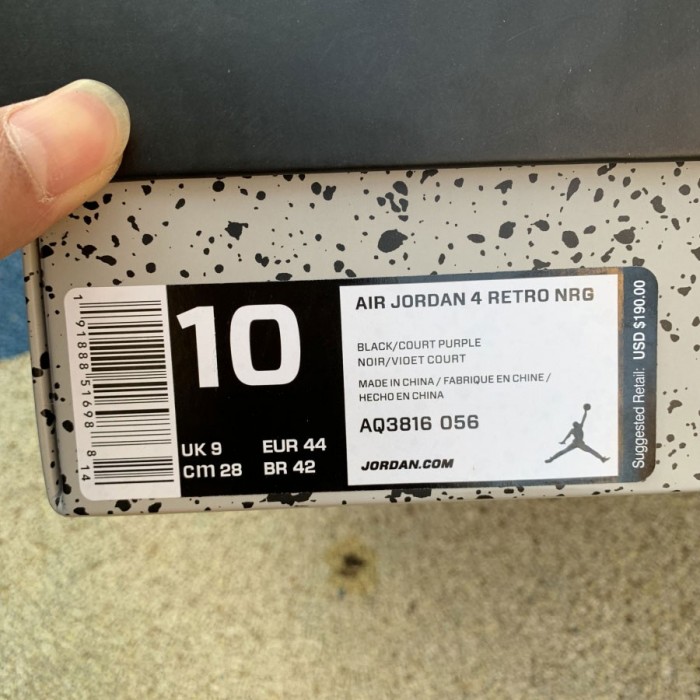 1 91888 51698 8 14
10
UK 9 EUR 44
cm 28 BR 42
AIR JORDAN 4 RETRO NRG
BLACK/COURT PURPLE
NOIR/VIDET COURT
MADE IN CHINA / FABRIQUE EN CHINE /
HECHO EN CHINA
AQ3816 056
JORDAN.COM
Suggested Retail: USD $190.00